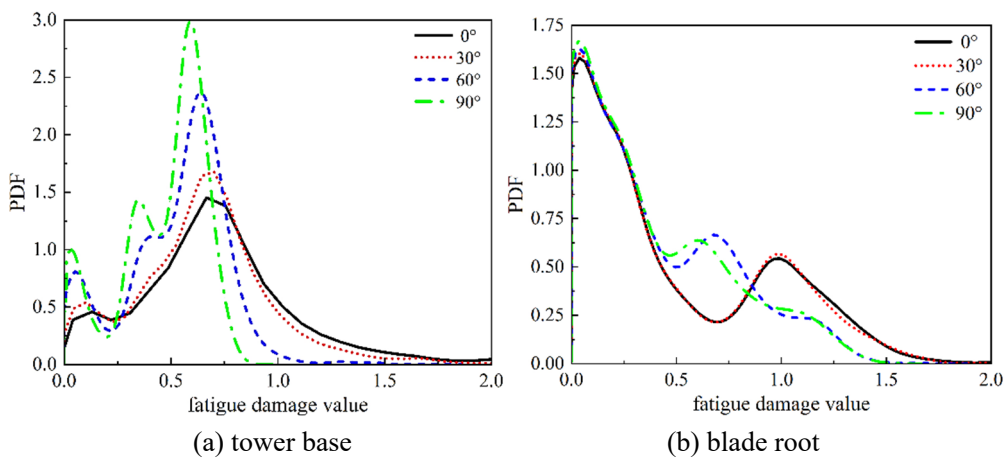 3.0
2.5
2.0
1.5
1.0
0.5
0.0
PDF
0°
30°
60°
90°
0.0 0.5 1.0 1.5 2.0
fatigue damage value
(a) tower base
1.75
1.50
1.25
1.00
0.75
0.50
0.25
0.00
PDF
0°
30°
60°
90°
0.0 0.5 1.0 1.5 2.0
fatigue damage value
(b) blade root